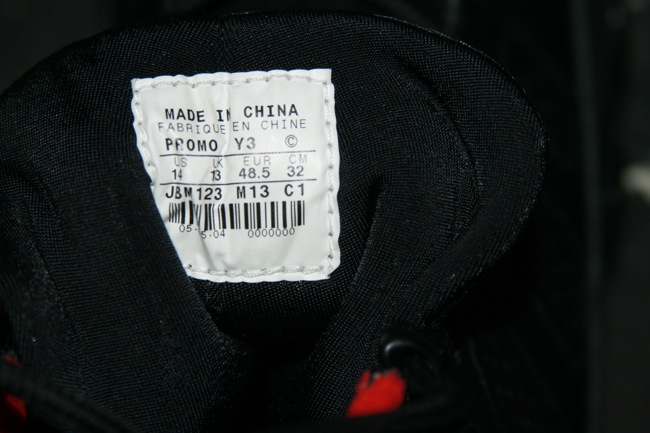 MADE IN CHINA
FABRIQUE EN CHINE
PROMO Y3 ©
US UK EUR CM
14 13 48.5 32
JBM123 M13 C1
05-5-04 0000000